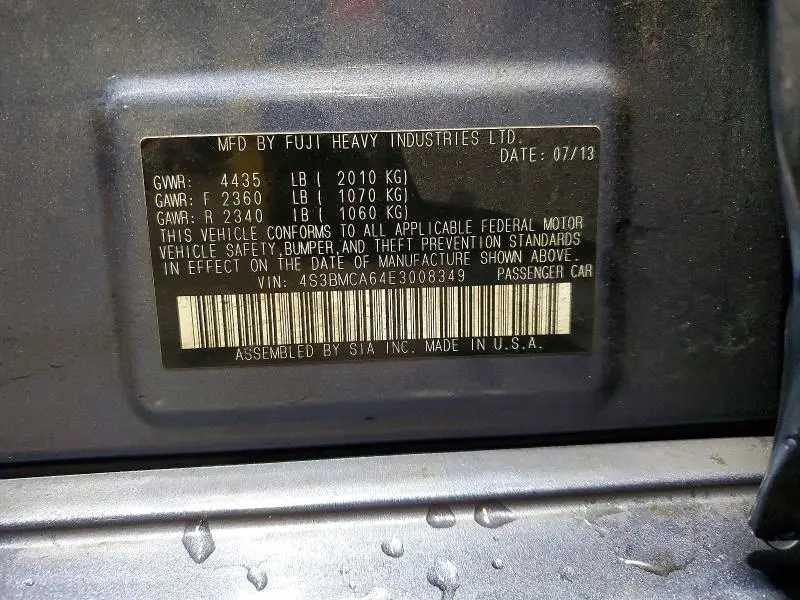 MFD BY FUJI HEAVY INDUSTRIES LTD.
DATE: 07/13
GVWR: 4435 LB ( 2010 KG)
GAWR: F 2360 LB ( 1070 KG)
GAWR: R 2340 LB ( 1060 KG)
THIS VEHICLE CONFORMS TO ALL APPLICABLE FEDERAL MOTOR
VEHICLE SAFETY, BUMPER, AND THEFT PREVENTION STANDARDS
IN EFFECT ON THE DATE OF MANUFACTURE SHOWN ABOVE.
VIN: 4S3BMCA64E3008349 PASSENGER CAR
ASSEMBLED BY SIA INC. MADE IN U.S.A.